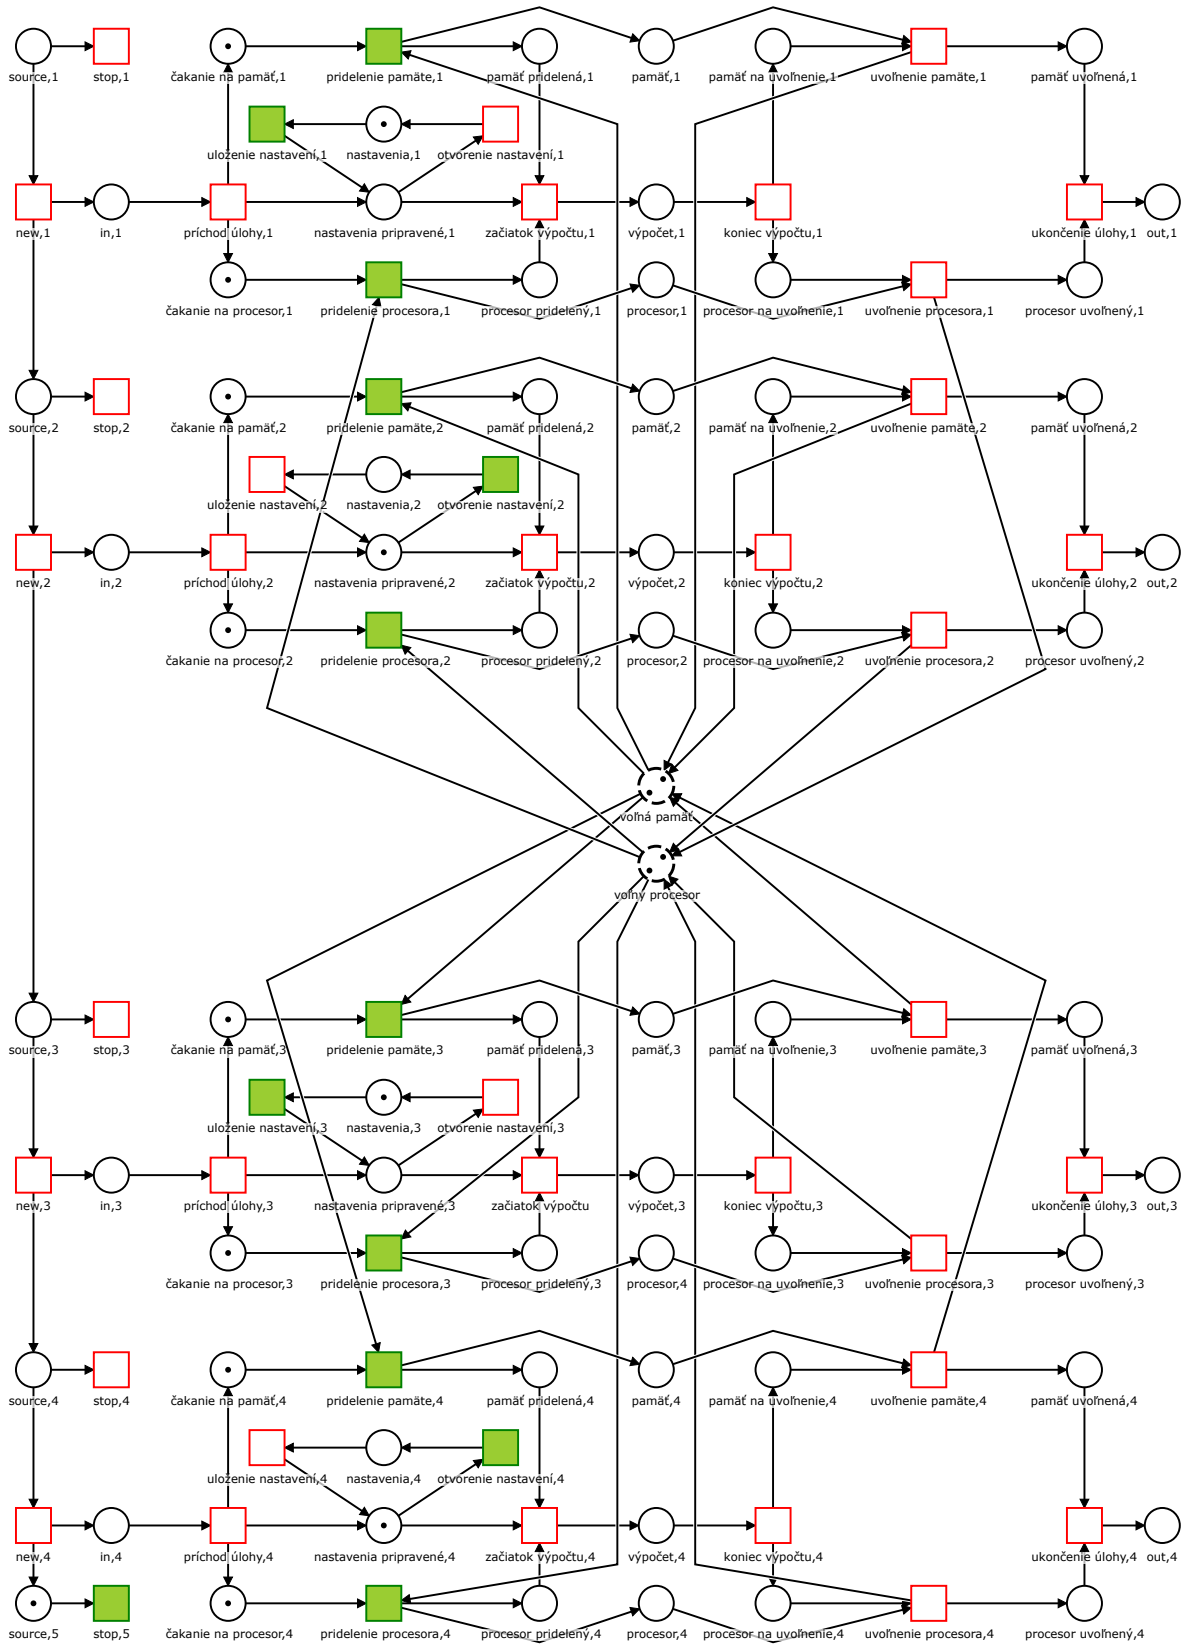 source,1 stop,1 čakanie na pamäť,1 pridelenie pamäte,1 pamäť pridelená,1 pamäť,1 pamäť na uvoľnenie,1 uvoľnenie pamäte,1 pamäť uvoľnená,1
uloženie nastavení,1 nastavenia,1 otvorenie nastavení,1
new,1 in,1 príchod úlohy,1 nastavenia pripravené,1 začiatok výpočtu,1 výpočet,1 koniec výpočtu,1 ukončenie úlohy,1 out,1
čakanie na procesor,1 pridelenie procesora,1 procesor pridelený,1 procesor,1 procesor na uvoľnenie,1 uvoľnenie procesora,1 procesor uvoľnený,1
source,2 stop,2 čakanie na pamäť,2 pridelenie pamäte,2 pamäť pridelená,2 pamäť,2 pamäť na uvoľnenie,2 uvoľnenie pamäte,2 pamäť uvoľnená,2
uloženie nastavení,2 nastavenia,2 otvorenie nastavení,2
new,2 in,2 príchod úlohy,2 nastavenia pripravené,2 začiatok výpočtu,2 výpočet,2 koniec výpočtu,2 ukončenie úlohy,2 out,2
čakanie na procesor,2 pridelenie procesora,2 procesor pridelený,2 procesor,2 procesor na uvoľnenie,2 uvoľnenie procesora,2 procesor uvoľnený,2
voľná pamäť
voľný procesor
source,3 stop,3 čakanie na pamäť,3 pridelenie pamäte,3 pamäť pridelená,3 pamäť,3 pamäť na uvoľnenie,3 uvoľnenie pamäte,3 pamäť uvoľnená,3
uloženie nastavení,3 nastavenia,3 otvorenie nastavení,3
new,3 in,3 príchod úlohy,3 nastavenia pripravené,3 začiatok výpočtu výpočet,3 koniec výpočtu,3 ukončenie úlohy,3 out,3
čakanie na procesor,3 pridelenie procesora,3 procesor pridelený,3 procesor,4 procesor na uvoľnenie,3 uvoľnenie procesora,3 procesor uvoľnený,3
source,4 stop,4 čakanie na pamäť,4 pridelenie pamäte,4 pamäť pridelená,4 pamäť,4 pamäť na uvoľnenie,4 uvoľnenie pamäte,4 pamäť uvoľnená,4
uloženie nastavení,4 nastavenia,4 otvorenie nastavení,4
new,4 in,4 príchod úlohy,4 nastavenia pripravené,4 začiatok výpočtu,4 výpočet,4 koniec výpočtu,4 ukončenie úlohy,4 out,4
source,5 stop,5 čakanie na procesor,4 pridelenie procesora,4 procesor pridelený,4 procesor,4 procesor na uvoľnenie,4 uvoľnenie procesora,4 procesor uvoľnený,4